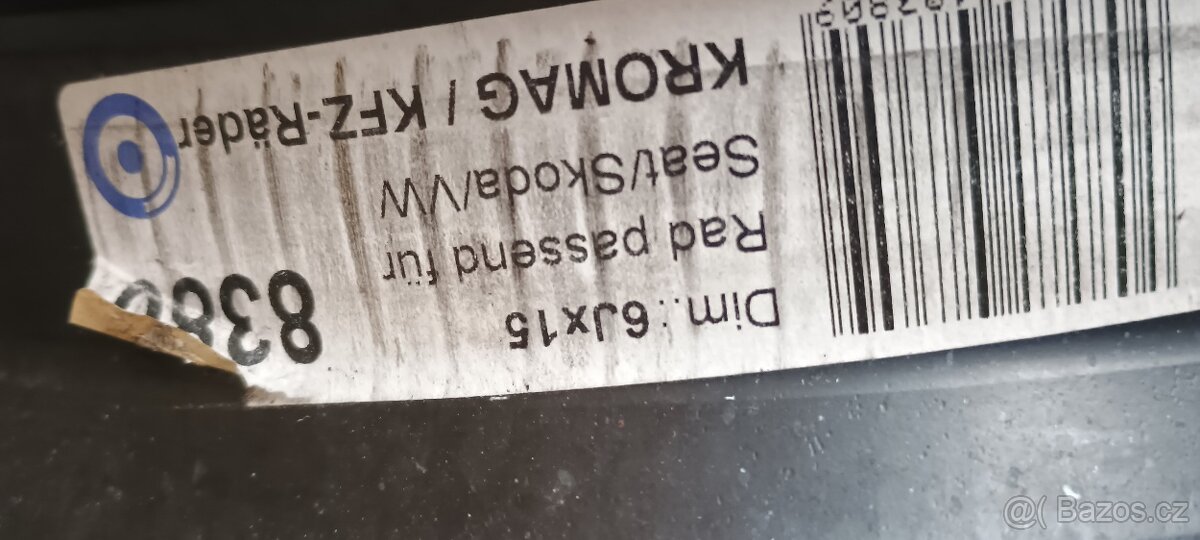 Dim.: 6Jx15
Rad passend für
Seat/Skoda/VW
KROMAG / KFZ-Räder
@( Bazos.cz